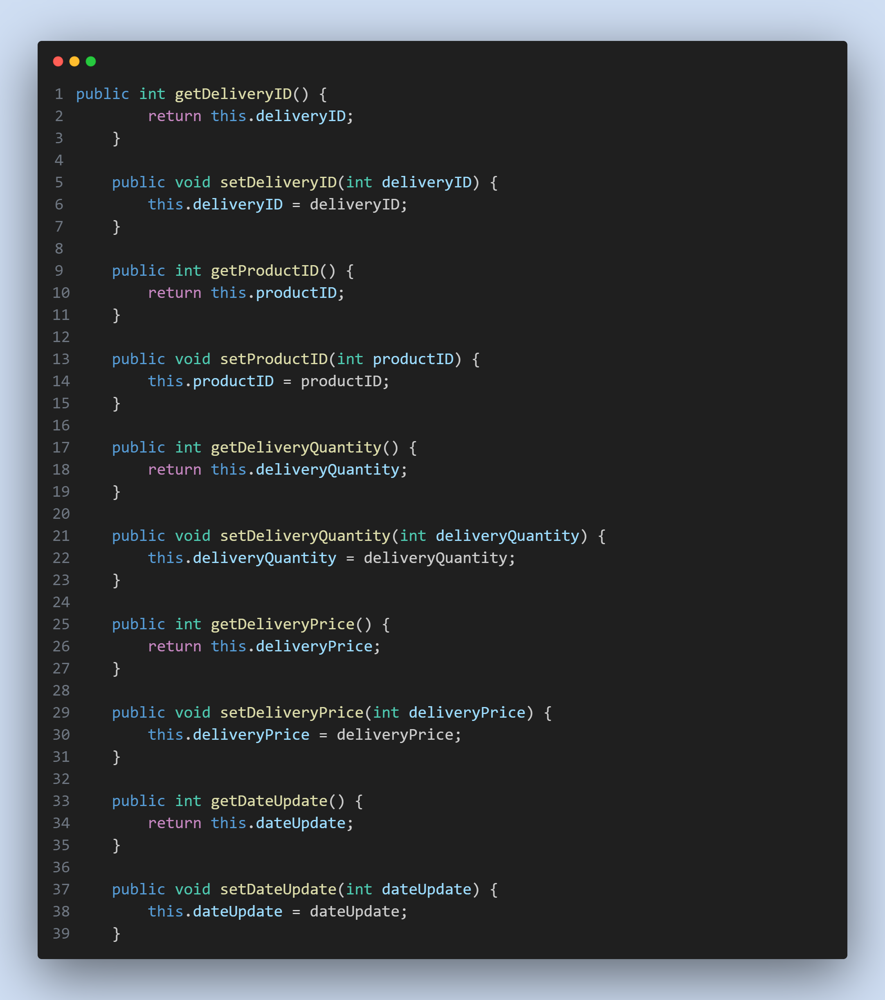 1 public int getDeliveryID() {
2         return this.deliveryID;
3     }
4
5     public void setDeliveryID(int deliveryID) {
6         this.deliveryID = deliveryID;
7     }
8
9     public int getProductID() {
10         return this.productID;
11     }
12
13     public void setProductID(int productID) {
14         this.productID = productID;
15     }
16
17     public int getDeliveryQuantity() {
18         return this.deliveryQuantity;
19     }
20
21     public void setDeliveryQuantity(int deliveryQuantity) {
22         this.deliveryQuantity = deliveryQuantity;
23     }
24
25     public int getDeliveryPrice() {
26         return this.deliveryPrice;
27     }
28
29     public void setDeliveryPrice(int deliveryPrice) {
30         this.deliveryPrice = deliveryPrice;
31     }
32
33     public int getDateUpdate() {
34         return this.dateUpdate;
35     }
36
37     public void setDateUpdate(int dateUpdate) {
38         this.dateUpdate = dateUpdate;
39     }